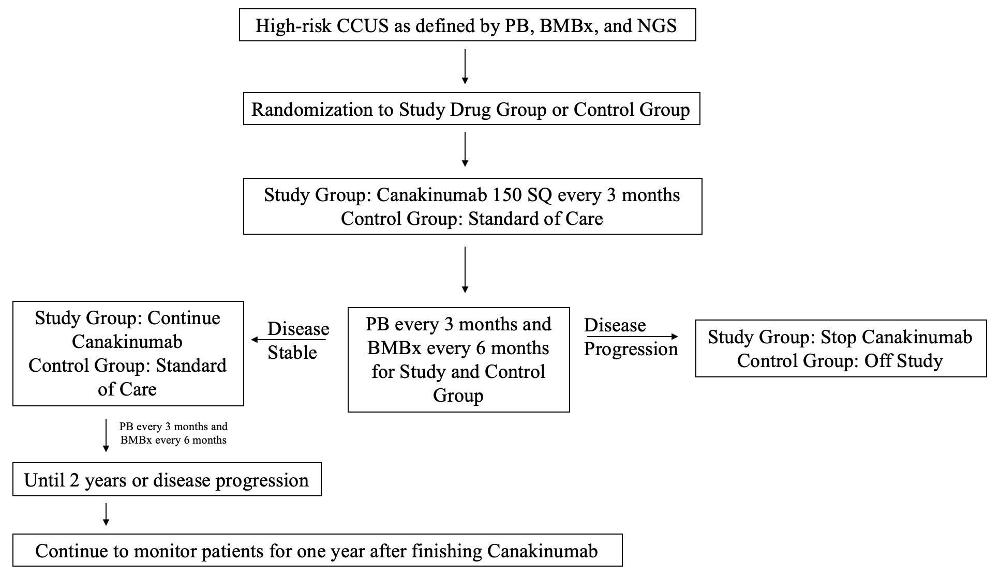 High-risk CCUS as defined by PB, BMBx, and NGS
Randomization to Study Drug Group or Control Group
Study Group: Canakinumab 150 SQ every 3 months
Control Group: Standard of Care
Study Group: Continue
Canakinumab
Control Group: Standard
of Care
Disease
Stable
PB every 3 months and
BMBx every 6 months
for Study and Control
Group
Disease
Progression
Study Group: Stop Canakinumab
Control Group: Off Study
PB every 3 months and
BMBx every 6 months
Until 2 years or disease progression
Continue to monitor patients for one year after finishing Canakinumab